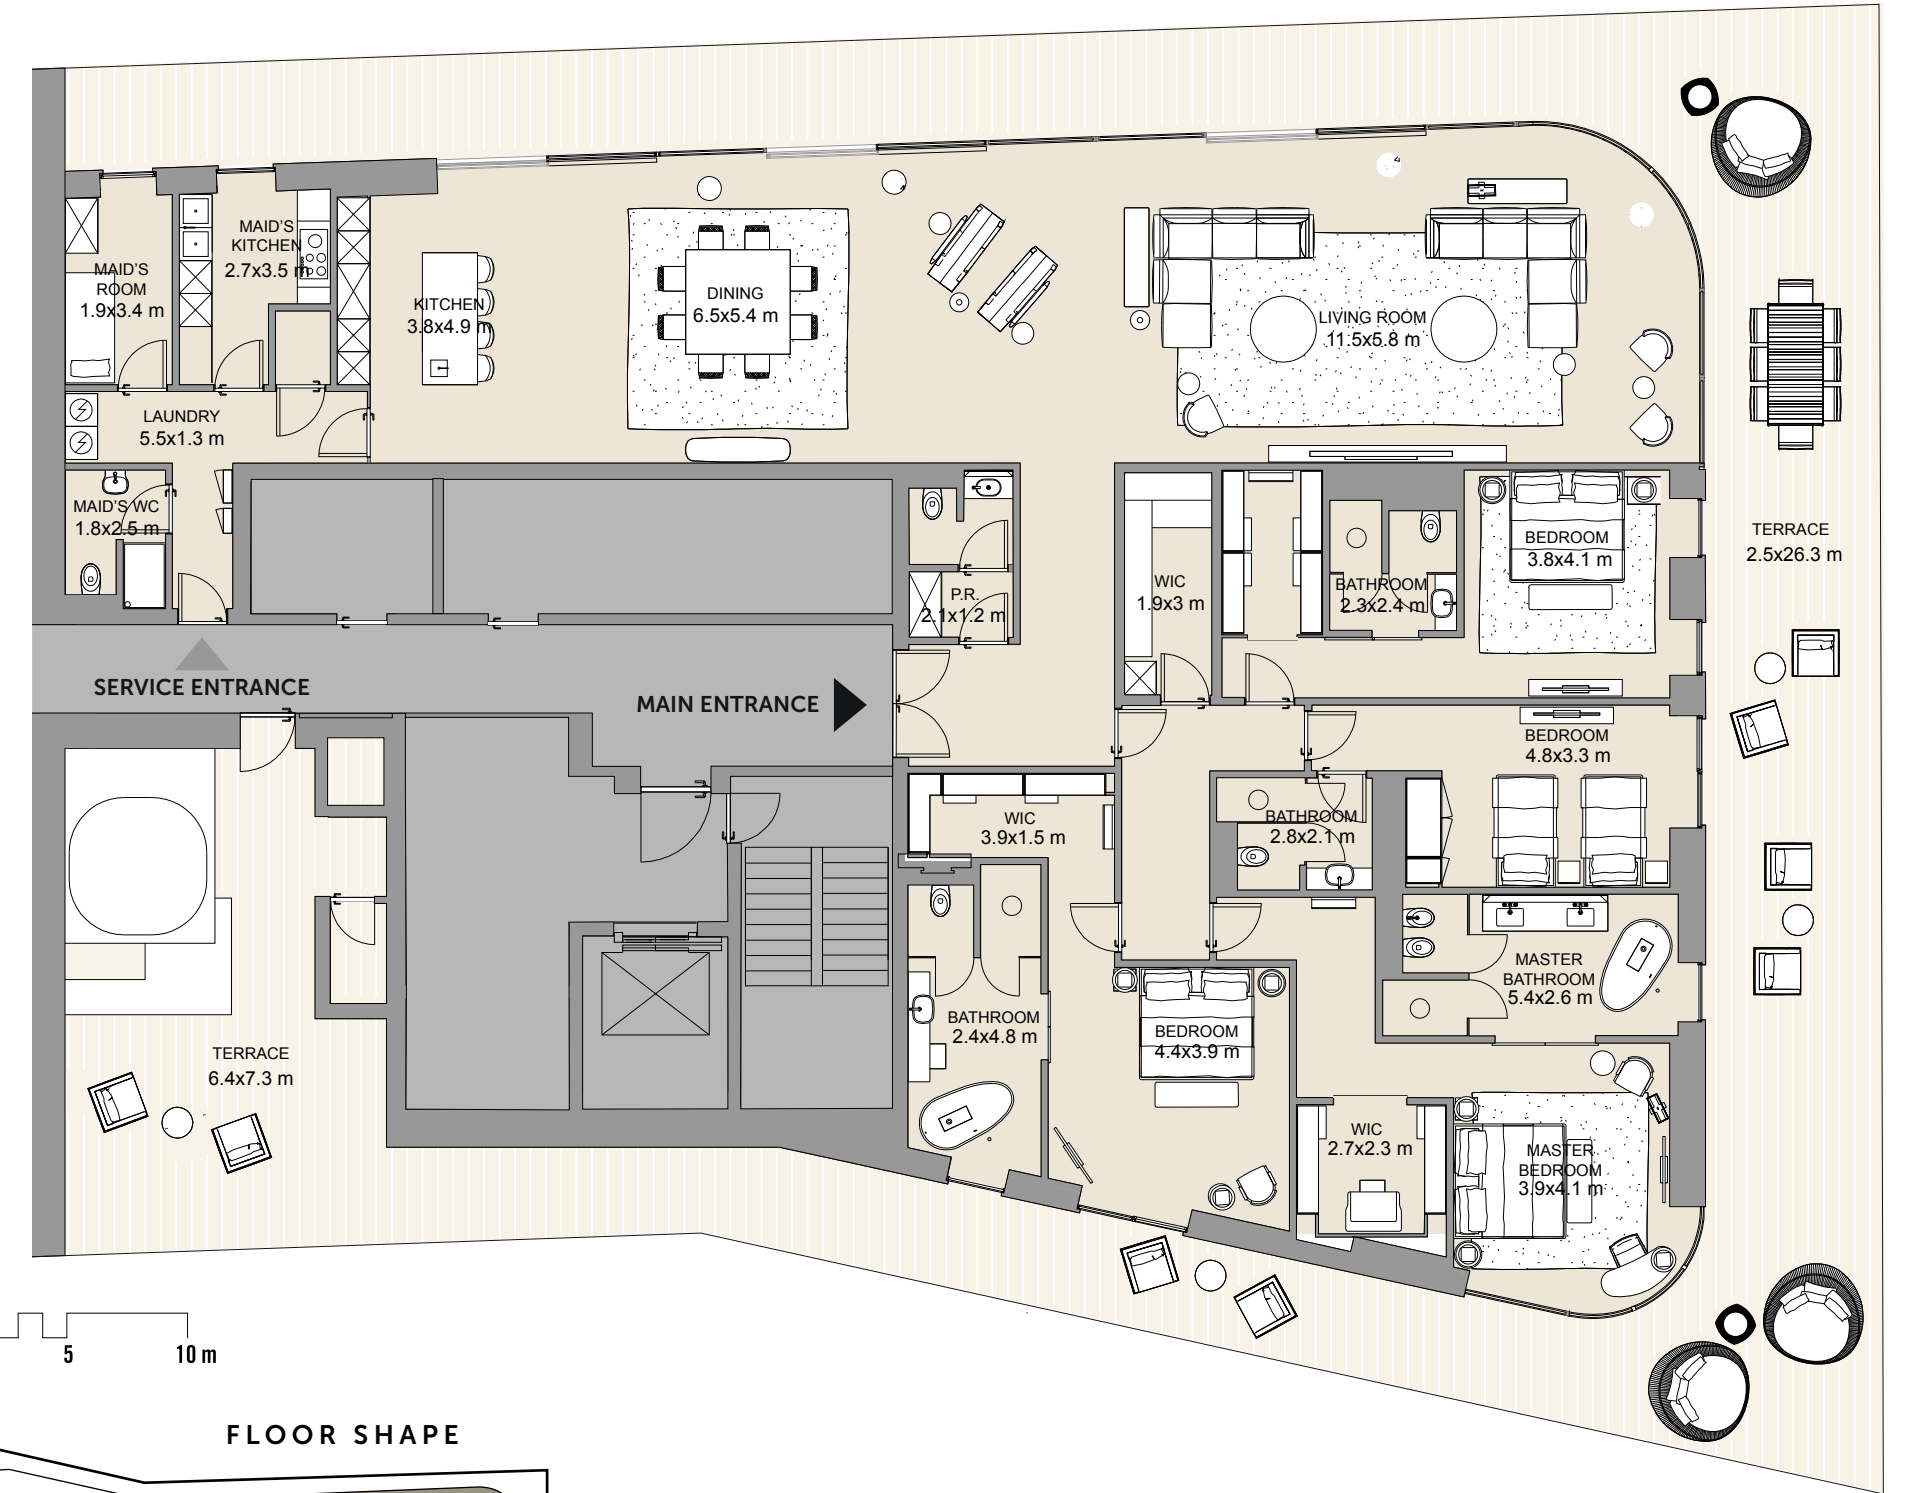 MAID'S
ROOM
1.9x3.4 m
MAID'S
KITCHEN
2.7x3.5 m
KITCHEN
3.8x4.9 m
DINING
6.5x5.4 m
LIVING ROOM
11.5x5.8 m
LAUNDRY
5.5x1.3 m
MAID'S WC
1.8x2.5 m
P.R.
2.1x1.2 m
WIC
1.9x3 m
BATHROOM
2.3x2.4 m
BEDROOM
3.8x4.1 m
TERRACE
2.5x26.3 m
SERVICE ENTRANCE
MAIN ENTRANCE
BEDROOM
4.8x3.3 m
WIC
3.9x1.5 m
BATHROOM
2.8x2.1 m
MASTER
BATHROOM
5.4x2.6 m
BATHROOM
2.4x4.8 m
BEDROOM
4.4x3.9 m
TERRACE
6.4x7.3 m
WIC
2.7x2.3 m
MASTER
BEDROOM
3.9x4.1 m
5 10 m
FLOOR SHAPE